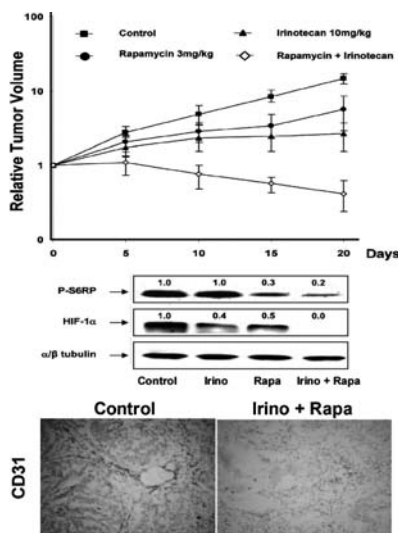 100
Control
Irinotecan 10mg/kg
Rapamycin 3mg/kg
Rapamycin + Irinotecan
Relative Tumor Volume
10
1
0
0 5 10 15 20 Days
P-S6RP
1.0 1.0 0.3 0.2
HIF-1α
1.0 0.4 0.5 0.0
α/β tubulin
Control Irino Rapa Irino + Rapa
Control Irino + Rapa
CD31